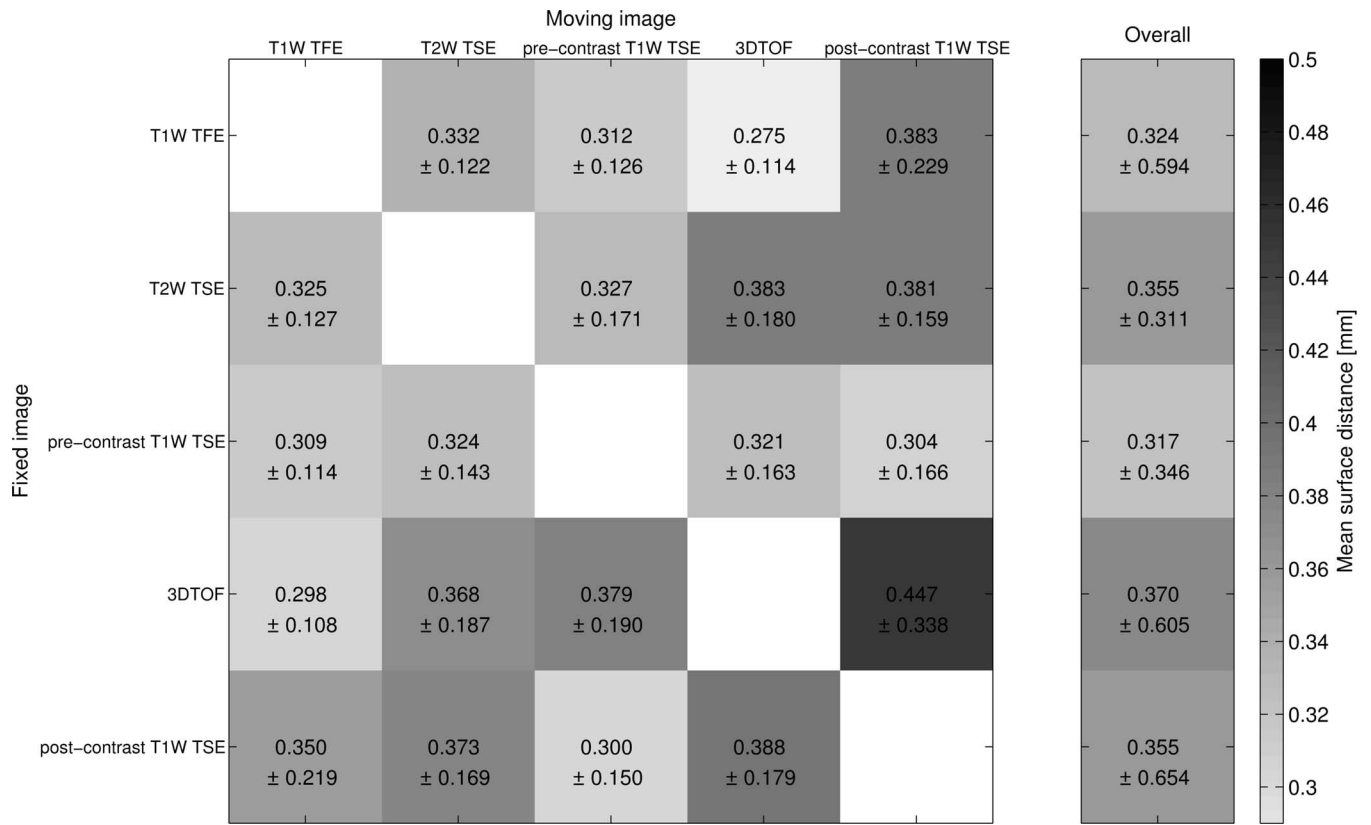 Moving image
T1W TFE T2W TSE pre−contrast T1W TSE 3DTOF post−contrast T1W TSE Overall
0.5
T1W TFE 0.332 0.312 0.275 0.383 0.324
± 0.122 ± 0.126 ± 0.114 ± 0.229 ± 0.594
0.48
0.46
T2W TSE 0.325 0.327 0.383 0.381 0.355
± 0.127 ± 0.171 ± 0.180 ± 0.159 ± 0.311
0.44
0.42
Fixed image
pre−contrast T1W TSE 0.309 0.324 0.321 0.304 0.317
± 0.114 ± 0.143 ± 0.163 ± 0.166 ± 0.346
0.4
0.38
Mean surface distance [mm]
3DTOF 0.298 0.368 0.379 0.447 0.370
± 0.108 ± 0.187 ± 0.190 ± 0.338 ± 0.605
0.36
0.34
0.32
post−contrast T1W TSE 0.350 0.373 0.300 0.388 0.355
± 0.219 ± 0.169 ± 0.150 ± 0.179 ± 0.654
0.3